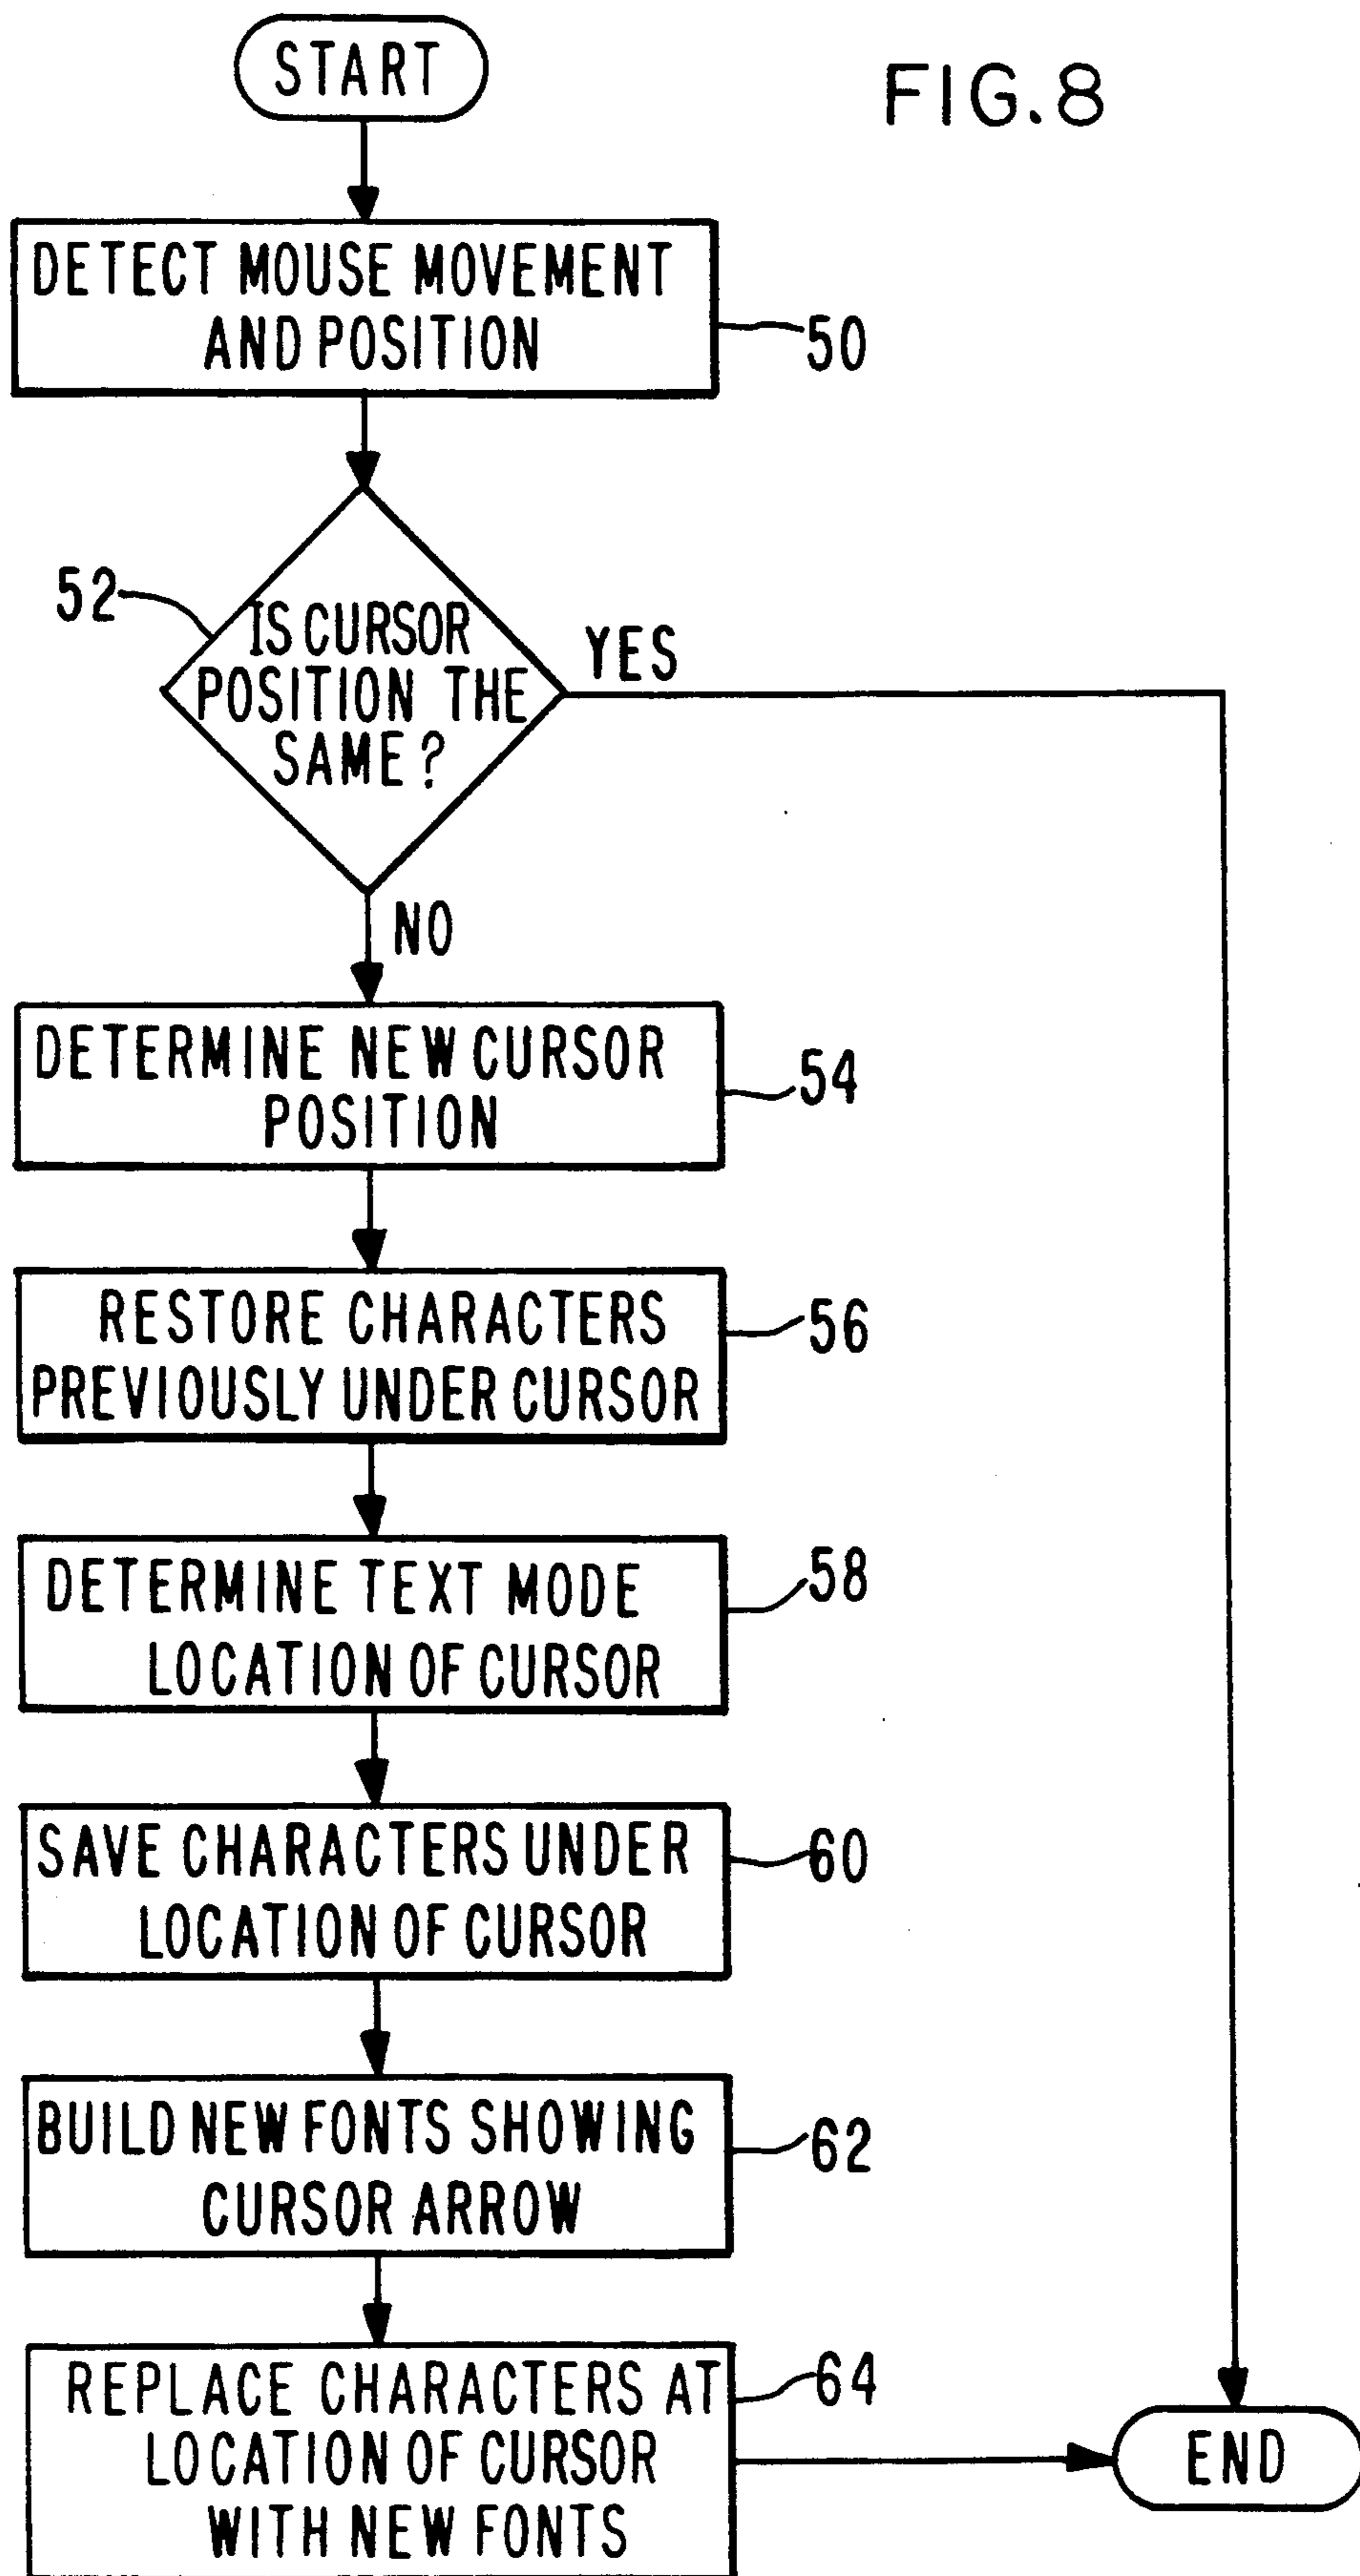 START
FIG. 8
DETECT MOUSE MOVEMENT
AND POSITION
50
52
IS CURSOR
POSITION THE
SAME?
YES
NO
DETERMINE NEW CURSOR
POSITION
54
RESTORE CHARACTERS
PREVIOUSLY UNDER CURSOR
56
DETERMINE TEXT MODE
LOCATION OF CURSOR
58
SAVE CHARACTERS UNDER
LOCATION OF CURSOR
60
BUILD NEW FONTS SHOWING
CURSOR ARROW
62
REPLACE CHARACTERS AT
LOCATION OF CURSOR
WITH NEW FONTS
64
END